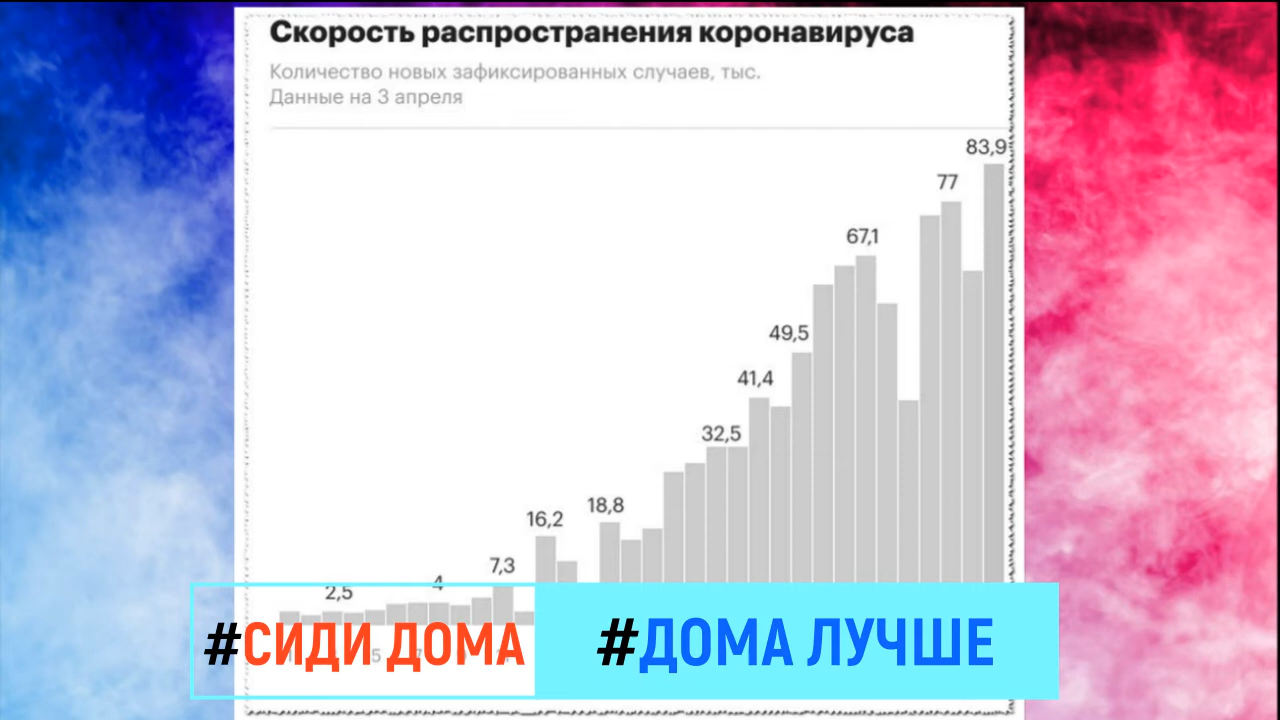 Скорость распространения коронавируса
Количество новых зафиксированных случаев, тыс.
Данные на 3 апреля
83,9
77
67,1
49,5
41,4
32,5
18,8
16,2
7,3
4
2,5
#СИДИ ДОМА
#ДОМА ЛУЧШЕ